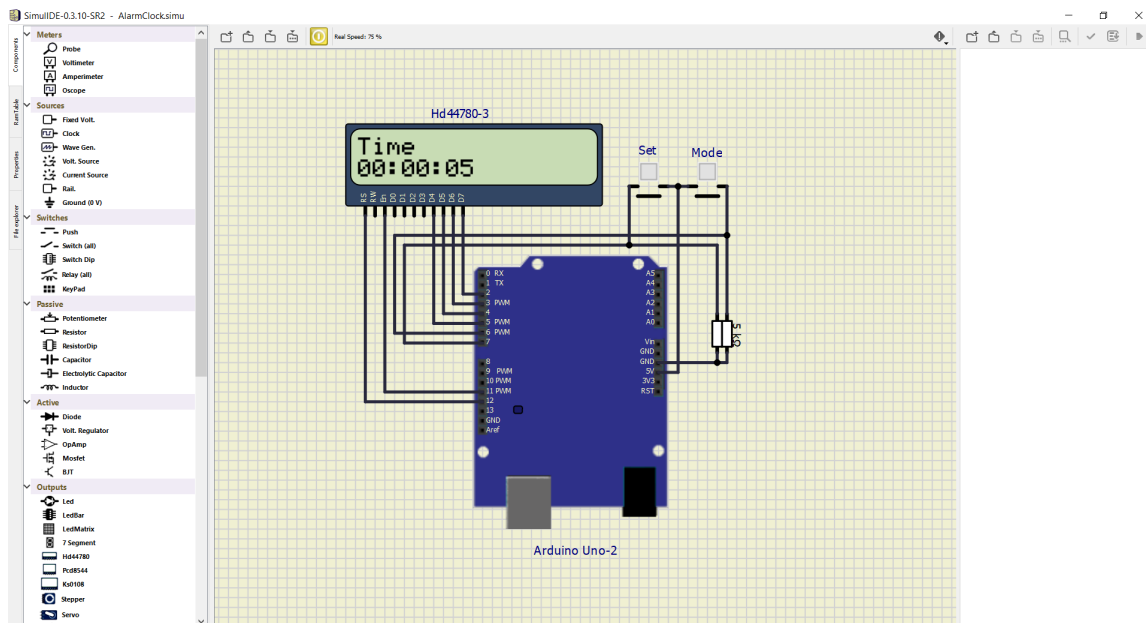 SimulIDE-0.3.10-SR2 - AlarmClock.simu
Components
RamTable
Properties
File explorer
Meters
Probe
Voltimeter
Amperimeter
Oscope
Sources
Fixed Volt.
Clock
Wave Gen.
Volt. Source
Current Source
Rail.
Ground (0 V)
Switches
Push
Switch (all)
Switch Dip
Relay (all)
KeyPad
Passive
Potentiometer
Resistor
ResistorDip
Capacitor
Electrolytic Capacitor
Inductor
Active
Diode
Volt. Regulator
OpAmp
Mosfet
BJT
Outputs
Led
LedBar
LedMatrix
7 Segment
Hd44780
Pcd8544
Ks0108
Stepper
Servo
Real Speed: 75 %
Hd44780-3
Time
00:00:05
RS RW En D0 D1 D2 D3 D4 D5 D6 D7
Set
Mode
0 RX
1 TX
2
3 PWM
4
5 PWM
6 PWM
7
8
9 PWM
10 PWM
11 PWM
12
13
GND
Aref
A5
A4
A3
A2
A1
A0
Vin
GND
GND
5V
3V3
RST
5 kΩ
Arduino Uno-2